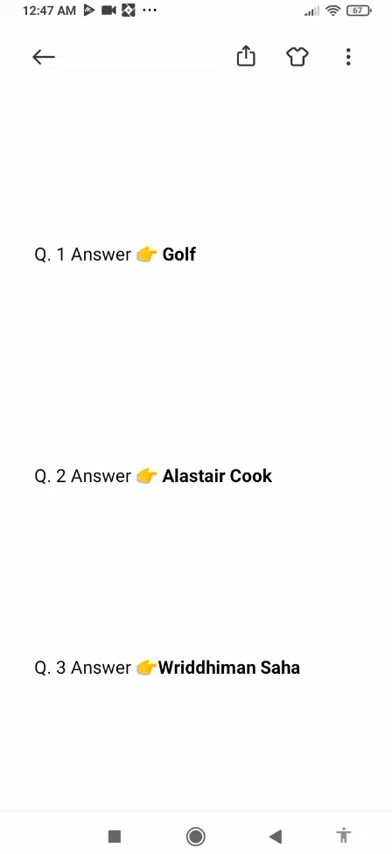 12:47 AM
67
Q. 1 Answer 👉 Golf
Q. 2 Answer 👉 Alastair Cook
Q. 3 Answer 👉Wriddhiman Saha